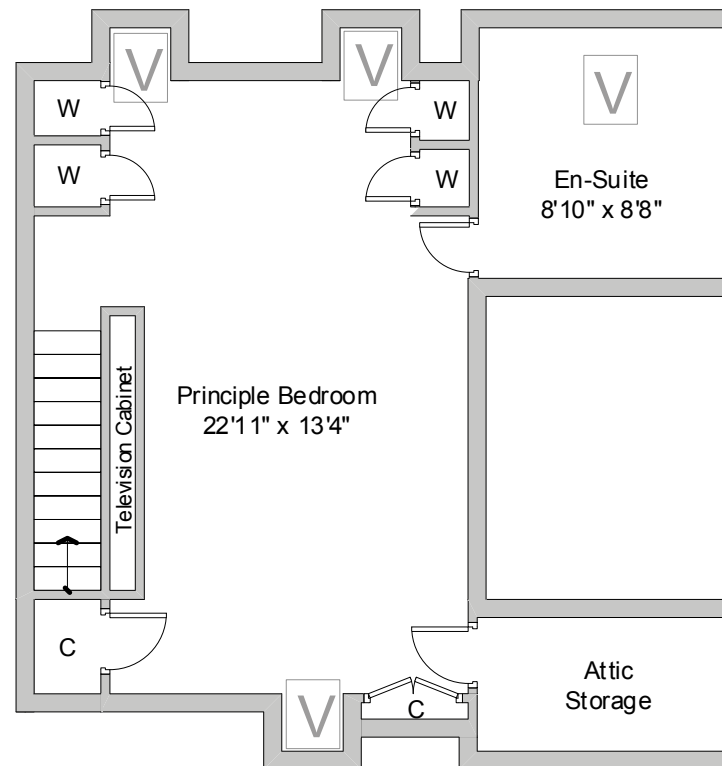 V
V
V
W
W
W
W
En-Suite
8'10" x 8'8"
Television Cabinet
Principle Bedroom
22'11" x 13'4"
C
Attic
Storage
V
C